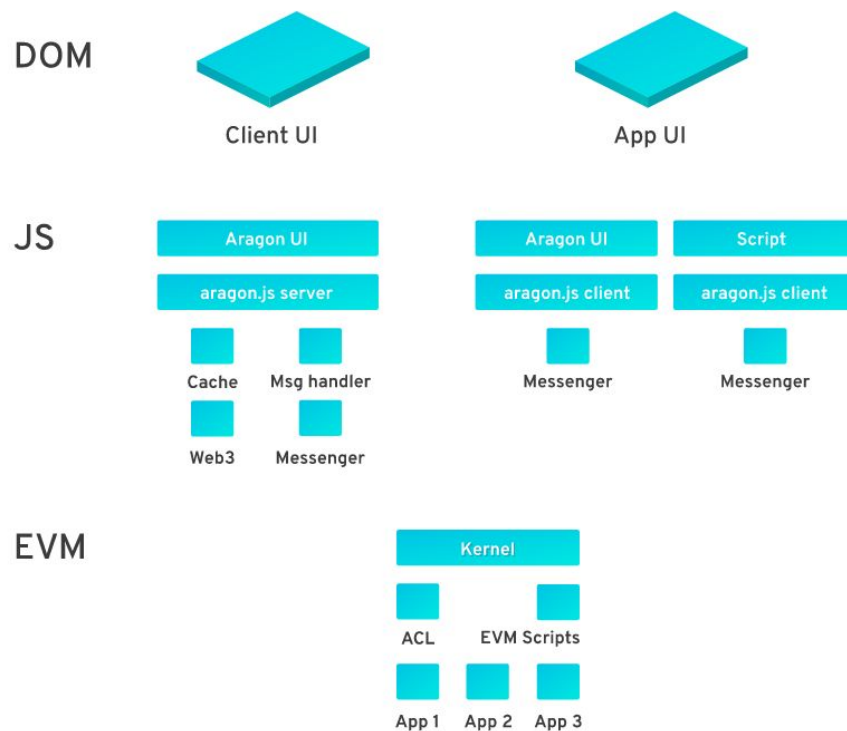 DOM
Client UI
App UI
JS
Aragon UI
Aragon UI
Script
aragon.js server
aragon.js client
aragon.js client
Cache
Msg handler
Messenger
Messenger
Web3
Messenger
EVM
Kernel
ACL
EVM Scripts
App 1
App 2
App 3